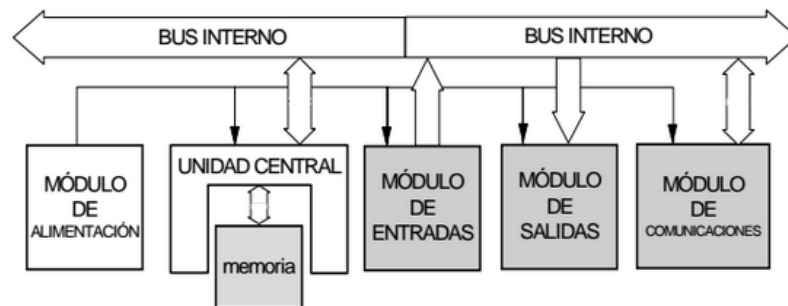 BUS INTERNO
BUS INTERNO
MÓDULO
DE
ALIMENTACIÓN
UNIDAD CENTRAL
memoria
MÓDULO
DE
ENTRADAS
MÓDULO
DE
SALIDAS
MÓDULO
DE
COMUNICACIONES